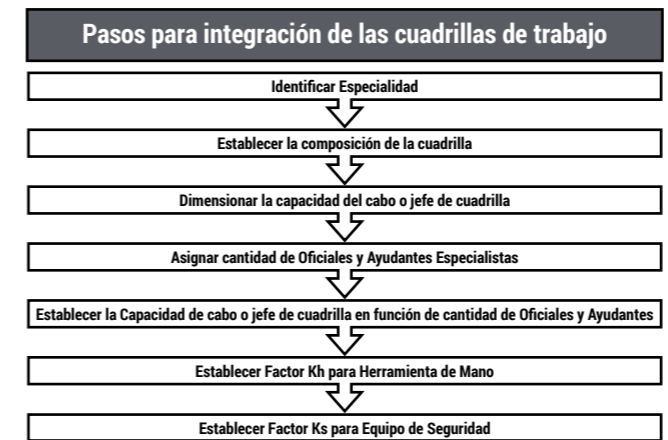 Pasos para integración de las cuadrillas de trabajo
Identificar Especialidad
Establecer la composición de la cuadrilla
Dimensionar la capacidad del cabo o jefe de cuadrilla
Asignar cantidad de Oficiales y Ayudantes Especialistas
Establecer la Capacidad de cabo o jefe de cuadrilla en función de cantidad de Oficiales y Ayudantes
Establecer Factor Kh para Herramienta de Mano
Establecer Factor Ks para Equipo de Seguridad